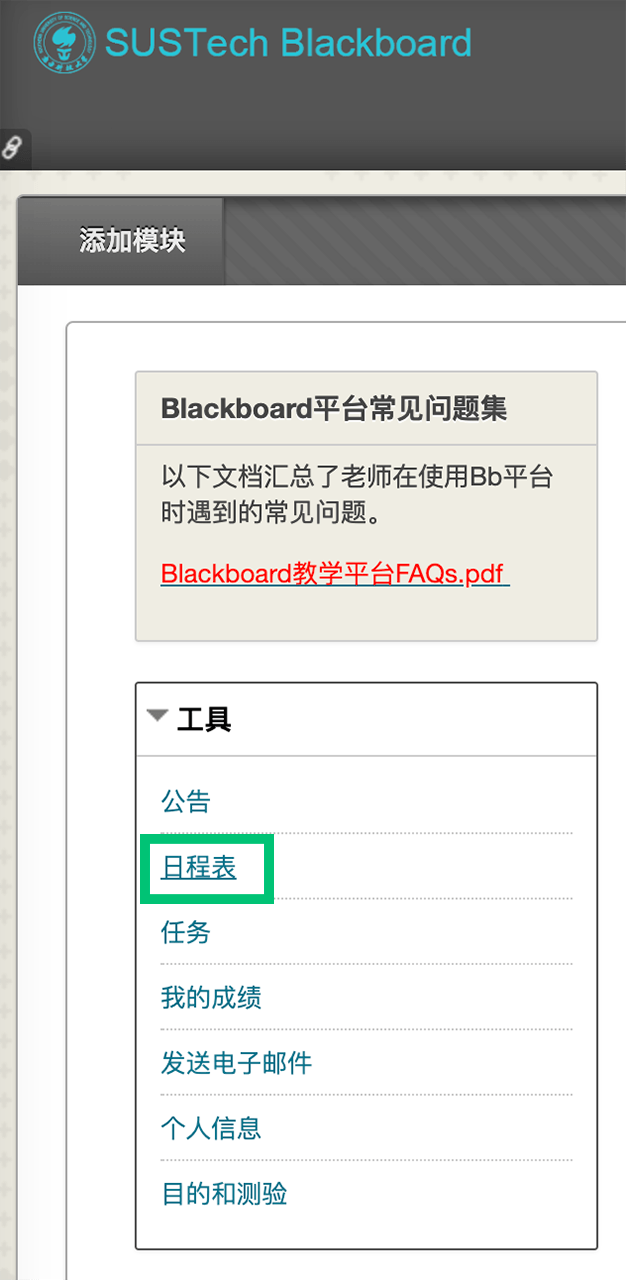 SUSTech Blackboard
添加模块
Blackboard平台常见问题集
以下文档汇总了老师在使用Bb平台
时遇到的常见问题。
Blackboard教学平台FAQs.pdf
工具
公告
日程表
任务
我的成绩
发送电子邮件
个人信息
目的和测验